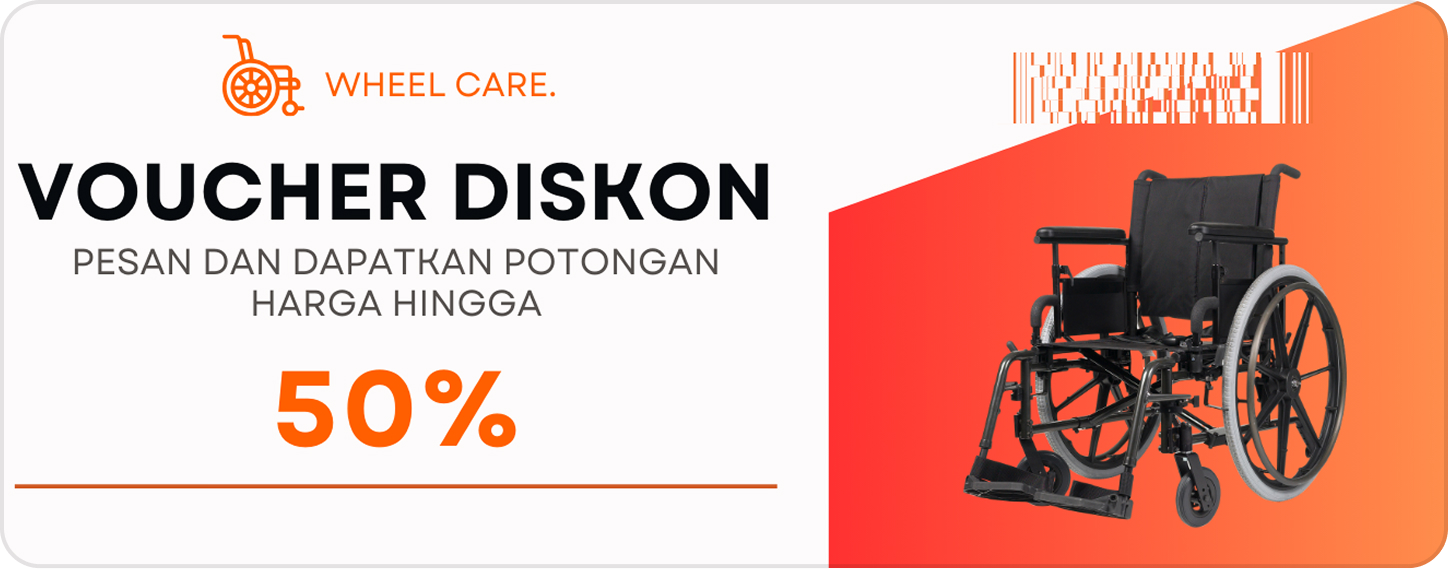 WHEEL CARE.
VOUCHER DISKON
PESAN DAN DAPATKAN POTONGAN
HARGA HINGGA
50%